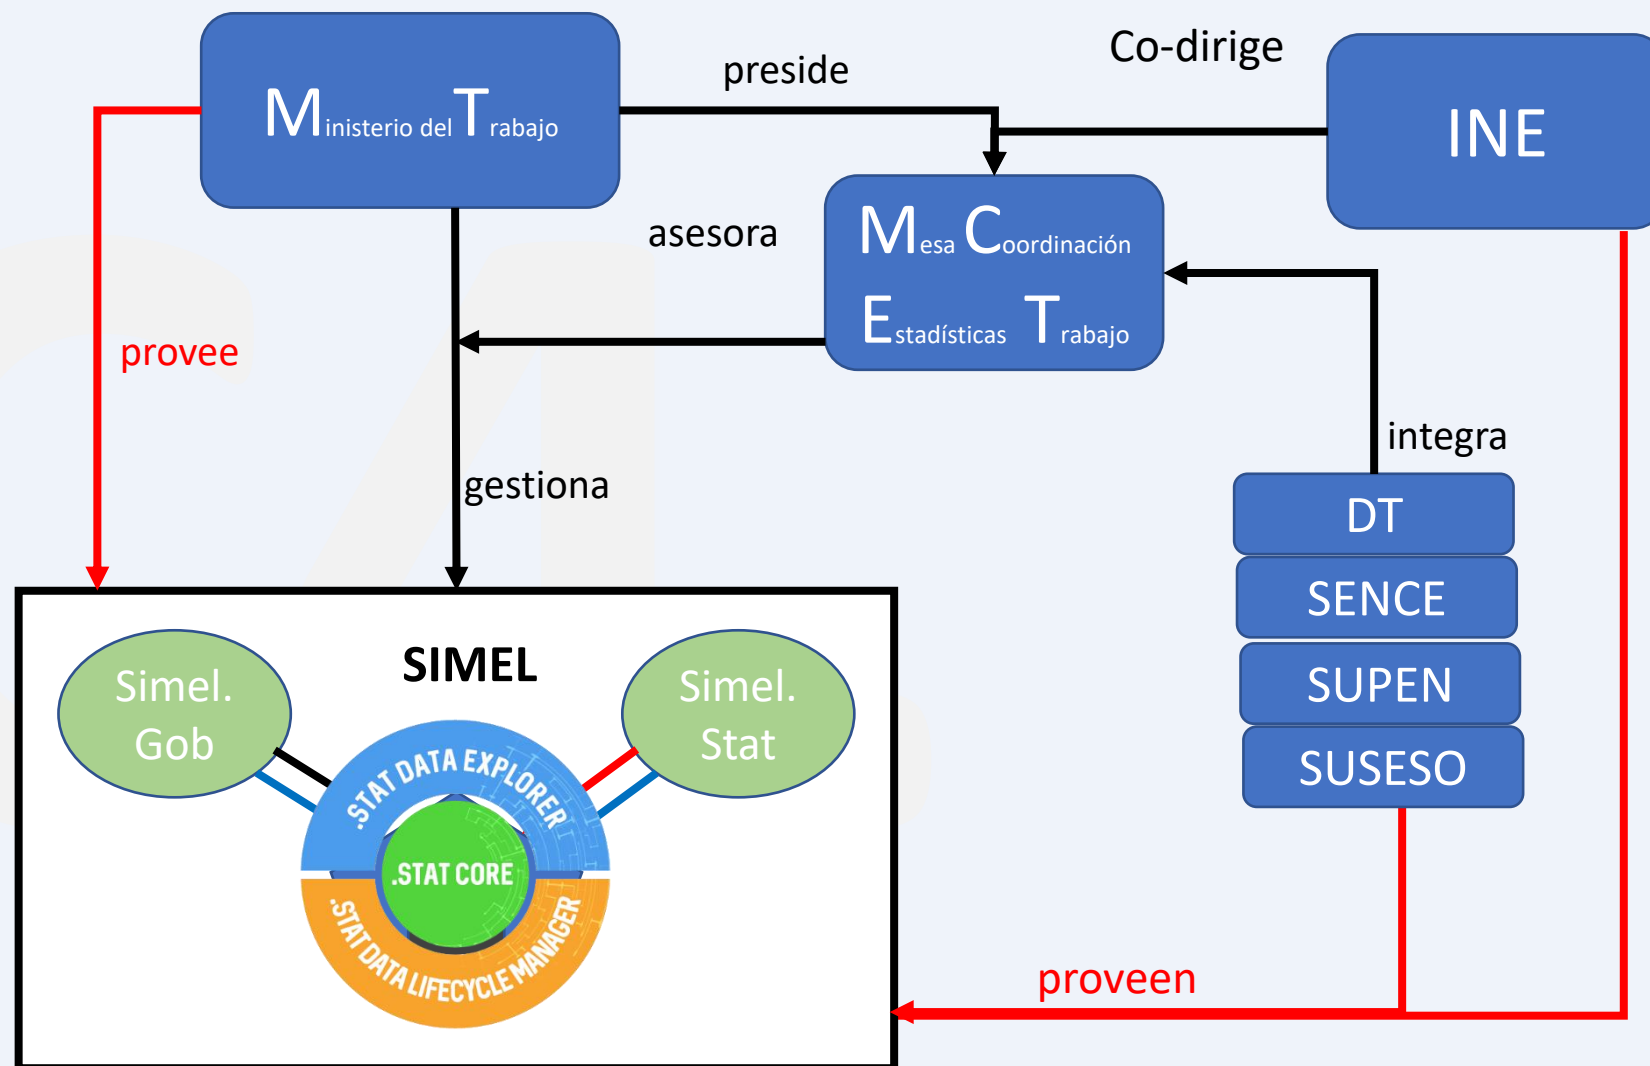 Co-dirige
preside
Ministerio del Trabajo
INE
asesora
Mesa Coordinación
Estadísticas Trabajo
provee
integra
gestiona
DT
SENCE
SUPEN
SUSESO
SIMEL
Simel.
Gob
Simel.
Stat
.STAT DATA EXPLORER
.STAT CORE
.STAT DATA LIFECYCLE MANAGER
proveen